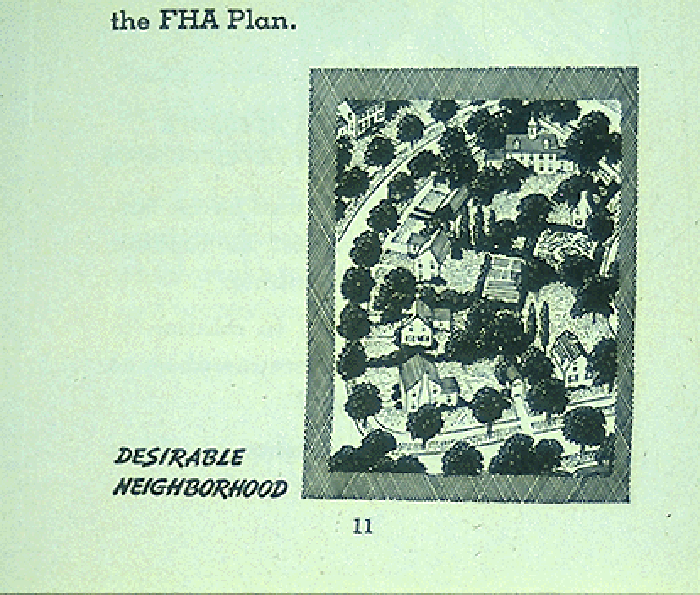 the FHA Plan.
DESIRABLE
NEIGHBORHOOD
11